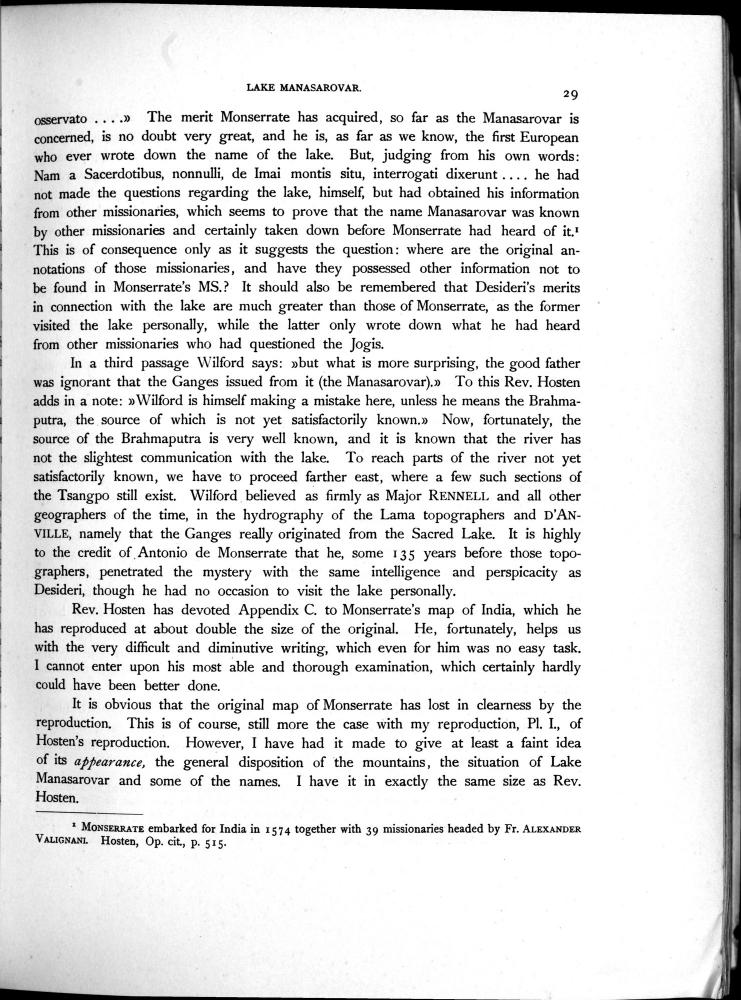 LAKE MANASAROVAR.
29
osservato . . . .» The merit Monserrate has acquired, so far as the Manasarovar is
concerned, is no doubt very great, and he is, as far as we know, the first European
who ever wrote down the name of the lake. But, judging from his own words:
Nam a Sacerdotibus, nonnulli, de Imai montis situ, interrogati dixerunt . . . . he had
not made the questions regarding the lake, himself, but had obtained his information
from other missionaries, which seems to prove that the name Manasarovar was known
by other missionaries and certainly taken down before Monserrate had heard of it.¹
This is of consequence only as it suggests the question: where are the original an-
notations of those missionaries, and have they possessed other information not to
be found in Monserrate's MS.? It should also be remembered that Desideri's merits
in connection with the lake are much greater than those of Monserrate, as the former
visited the lake personally, while the latter only wrote down what he had heard
from other missionaries who had questioned the Jogis.
In a third passage Wilford says: »but what is more surprising, the good father
was ignorant that the Ganges issued from it (the Manasarovar).» To this Rev. Hosten
adds in a note: »Wilford is himself making a mistake here, unless he means the Brahma-
putra, the source of which is not yet satisfactorily known.» Now, fortunately, the
source of the Brahmaputra is very well known, and it is known that the river has
not the slightest communication with the lake. To reach parts of the river not yet
satisfactorily known, we have to proceed farther east, where a few such sections of
the Tsangpo still exist. Wilford believed as firmly as Major RENNELL and all other
geographers of the time, in the hydrography of the Lama topographers and D'AN-
VILLE, namely that the Ganges really originated from the Sacred Lake. It is highly
to the credit of Antonio de Monserrate that he, some 135 years before those topo-
graphers, penetrated the mystery with the same intelligence and perspicacity as
Desideri, though he had no occasion to visit the lake personally.
Rev. Hosten has devoted Appendix C. to Monserrate's map of India, which he
has reproduced at about double the size of the original. He, fortunately, helps us
with the very difficult and diminutive writing, which even for him was no easy task.
I cannot enter upon his most able and thorough examination, which certainly hardly
could have been better done.
It is obvious that the original map of Monserrate has lost in clearness by the
reproduction. This is of course, still more the case with my reproduction, Pl. I., of
Hosten's reproduction. However, I have had it made to give at least a faint idea
of its appearance, the general disposition of the mountains, the situation of Lake
Manasarovar and some of the names. I have it in exactly the same size as Rev.
Hosten.
¹ MONSERRATE embarked for India in 1574 together with 39 missionaries headed by Fr. ALEXANDER
VALIGNANI. Hosten, Op. cit., p. 515.